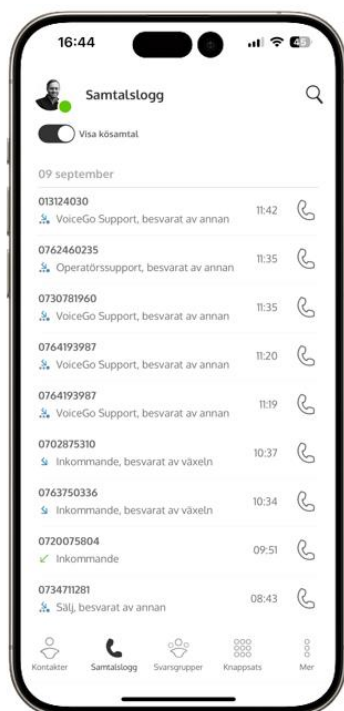 16:44
45
Samtalslogg
Visa kösamtal
09 september
013124030
VoiceGo Support, besvarat av annan
11:42
0762460235
Operatörssupport, besvarat av annan
11:35
0730781960
VoiceGo Support, besvarat av annan
11:35
0764193987
VoiceGo Support, besvarat av annan
11:20
0764193987
VoiceGo Support, besvarat av annan
11:19
0702875310
Inkommande, besvarat av växeln
10:37
0763750336
Inkommande, besvarat av växeln
10:34
0720075804
Inkommande
09:51
0734711281
Sälj, besvarat av annan
08:43
Kontakter
Samtalslogg
Svarsgrupper
Knappsats
Mer